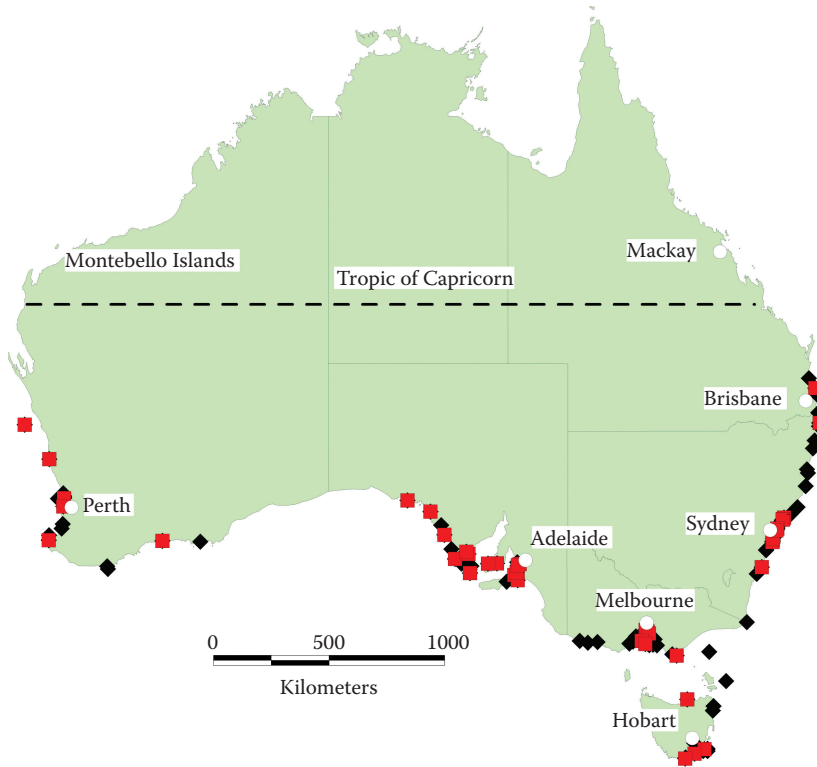 Mackay
Montebello Islands
Tropic of Capricorn
Brisbane
Perth
Sydney
Adelaide
Melbourne
0 500 1000
Kilometers
Hobart